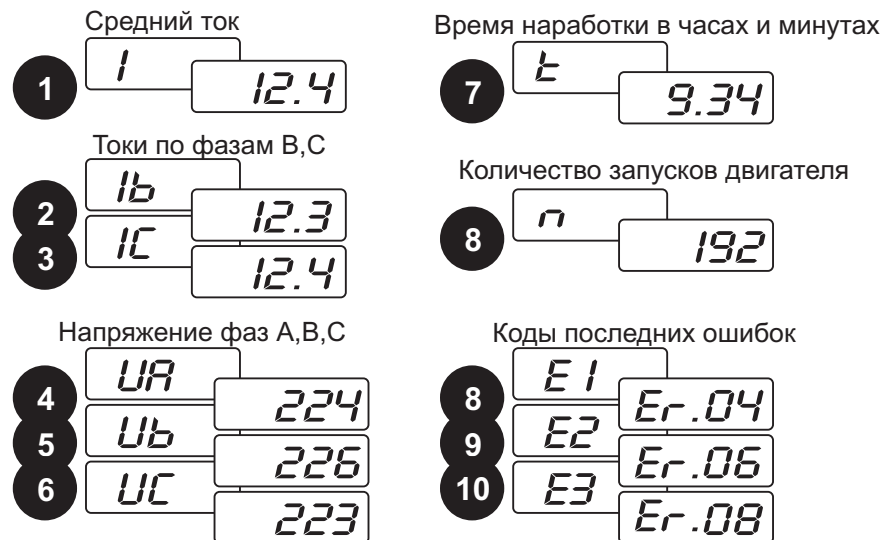 Средний ток
1
I
12.4
Токи по фазам B,C
2
Ib
12.3
3
IC
12.4
Напряжение фаз A,B,C
4
UA
224
5
Ub
226
6
UC
223
Время наработки в часах и минутах
7
t
9.34
Количество запусков двигателя
8
n
192
Коды последних ошибок
8
E1
Er.04
9
E2
Er.06
10
E3
Er.08